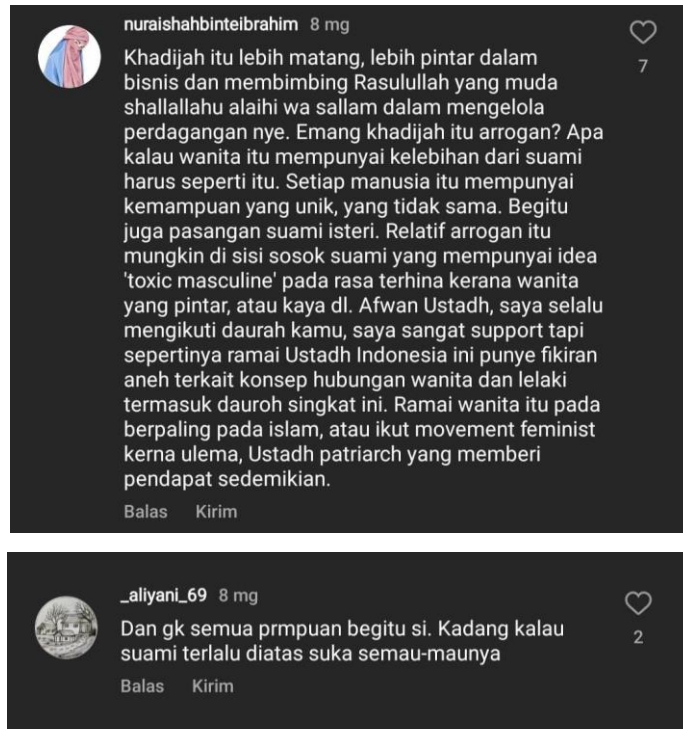 nuraishahbinteibrahim 8 mg
Khadijah itu lebih matang, lebih pintar dalam
bisnis dan membimbing Rasulullah yang muda
shallallahu alaihi wa sallam dalam mengelola
perdagangan nye. Emang khadijah itu arrogan? Apa
kalau wanita itu mempunyai kelebihan dari suami
harus seperti itu. Setiap manusia itu mempunyai
kemampuan yang unik, yang tidak sama. Begitu
juga pasangan suami isteri. Relatif arrogan itu
mungkin di sisi sosok suami yang mempunyai idea
'toxic masculine' pada rasa terhina kerana wanita
yang pintar, atau kaya dl. Afwan Ustadh, saya selalu
mengikuti daurah kamu, saya sangat support tapi
sepertinya ramai Ustadh Indonesia ini punye fikiran
aneh terkait konsep hubungan wanita dan lelaki
termasuk dauroh singkat ini. Ramai wanita itu pada
berpaling pada islam, atau ikut movement feminist
kerna ulema, Ustadh patriarch yang memberi
pendapat sedemikian.
7
Balas Kirim
_aliyani_69 8 mg
Dan gk semua prmpuan begitu si. Kadang kalau
suami terlalu diatas suka semau-maunya
2
Balas Kirim